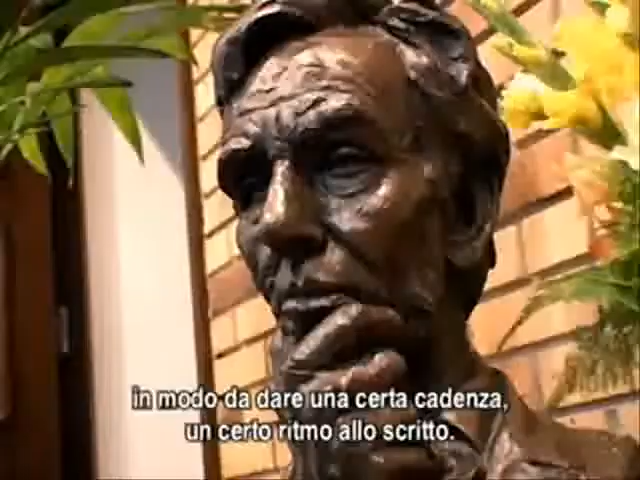 in modo da dare una certa cadenza,
un certo ritmo allo scritto.